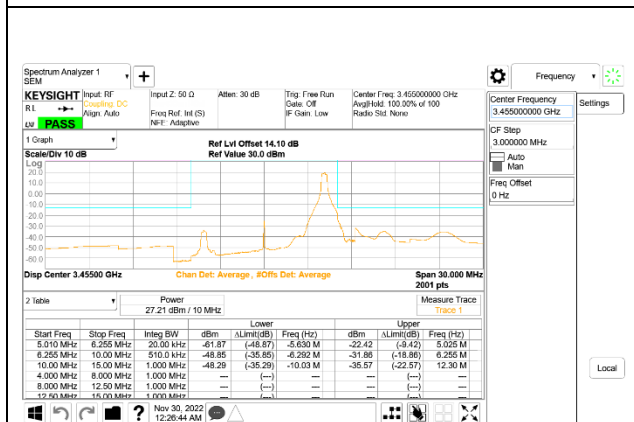 Spectrum Analyzer 1
SEM
Frequency
KEYSIGHT
Input: RF
Input Z: 50 Ω
Atten: 30 dB
Trig: Free Run
Center Freq: 3.455000000 GHz
R L
Coupling: DC
Gate: Off
Avg|Hold: 100.00% of 100
Align: Auto
Freq Ref: Int (S)
IF Gain: Low
Radio Std: None
PASS
NFE: Adaptive
Center Frequency
3.455000000 GHz
Settings
CF Step
3.000000 MHz
Auto
Man
Freq Offset
0 Hz
1 Graph
Ref Lvl Offset 14.10 dB
Scale/Div 10 dB
Ref Value 30.0 dBm
Log
20.0
10.0
0.00
-10.0
-20.0
-30.0
-40.0
-50.0
-60.0
Disp Center 3.45500 GHz
Chan Det: Average , #Offs Det: Average
Span 30.000 MHz
2001 pts
2 Table
Power
27.21 dBm / 10 MHz
Measure Trace
Trace 1
Lower Upper
Start Freq Stop Freq Integ BW dBm ΔLimit(dB) Freq (Hz) dBm ΔLimit(dB) Freq (Hz)
5.010 MHz 6.255 MHz 20.00 kHz -61.87 (-48.87) -5.630 M -22.42 (-9.42) 5.025 M
6.255 MHz 10.00 MHz 510.0 kHz -48.85 (-35.85) -6.292 M -31.86 (-18.86) 6.255 M
10.00 MHz 15.00 MHz 1.000 MHz -48.29 (-35.29) -10.03 M -35.57 (-22.57) 12.30 M
4.000 MHz 8.000 MHz 1.000 MHz --- (---) --- --- (---) ---
8.000 MHz 12.50 MHz 1.000 MHz --- (---) --- --- (---) ---
12.50 MHz 15.00 MHz 1.000 MHz --- (---) --- --- (---) ---
Local
Nov 30, 2022
12:26:44 AM